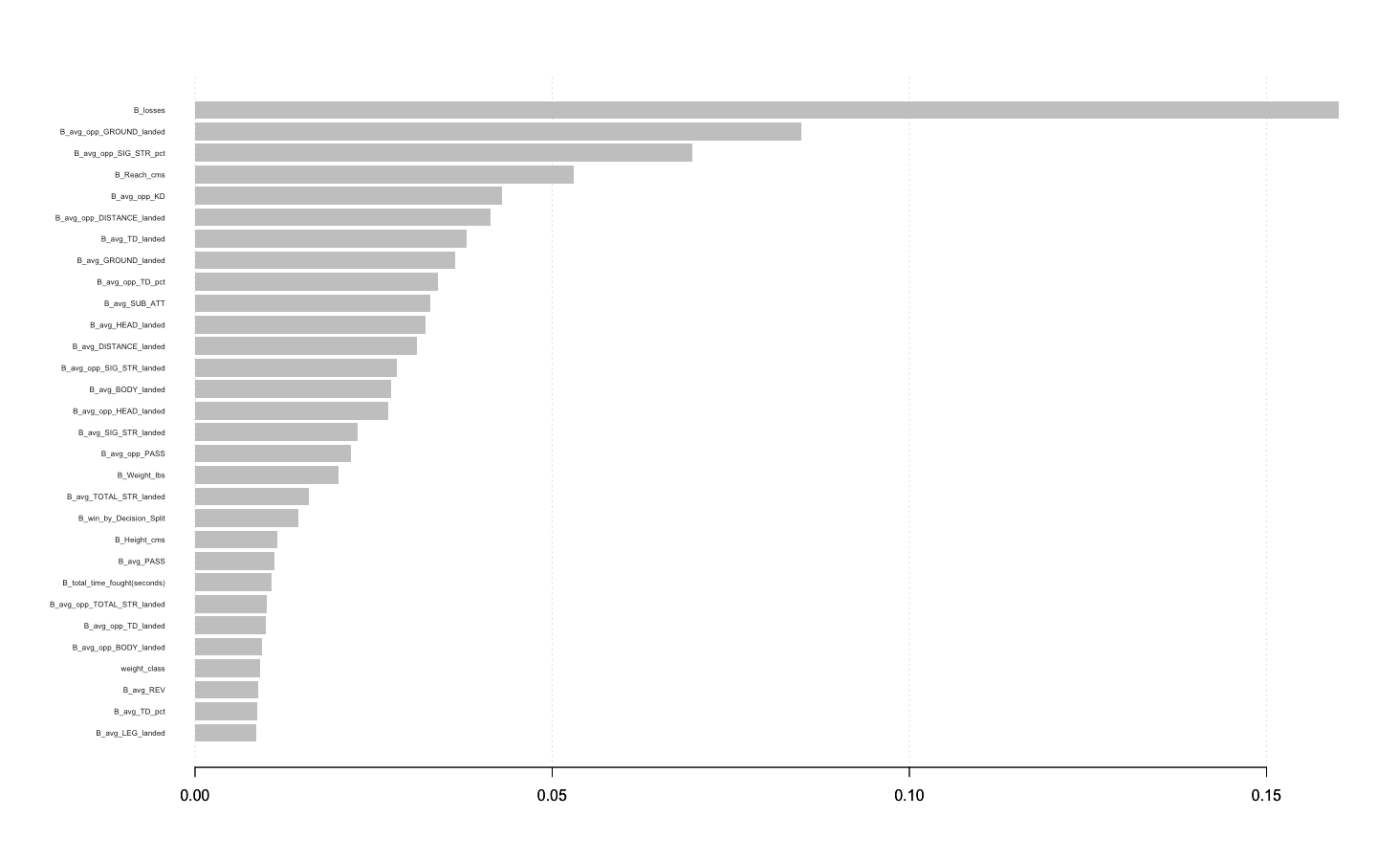 B_losses
B_avg_opp_GROUND_landed
B_avg_opp_SIG_STR_pct
B_Reach_cms
B_avg_opp_KD
B_avg_opp_DISTANCE_landed
B_avg_TD_landed
B_avg_GROUND_landed
B_avg_opp_TD_pct
B_avg_SUB_ATT
B_avg_HEAD_landed
B_avg_DISTANCE_landed
B_avg_opp_SIG_STR_landed
B_avg_BODY_landed
B_avg_opp_HEAD_landed
B_avg_SIG_STR_landed
B_avg_opp_PASS
B_Weight_lbs
B_avg_TOTAL_STR_landed
B_win_by_Decision_Split
B_Height_cms
B_avg_PASS
B_total_time_fought(seconds)
B_avg_opp_TOTAL_STR_landed
B_avg_opp_TD_landed
B_avg_opp_BODY_landed
weight_class
B_avg_REV
B_avg_TD_pct
B_avg_LEG_landed
0.00 0.05 0.10 0.15